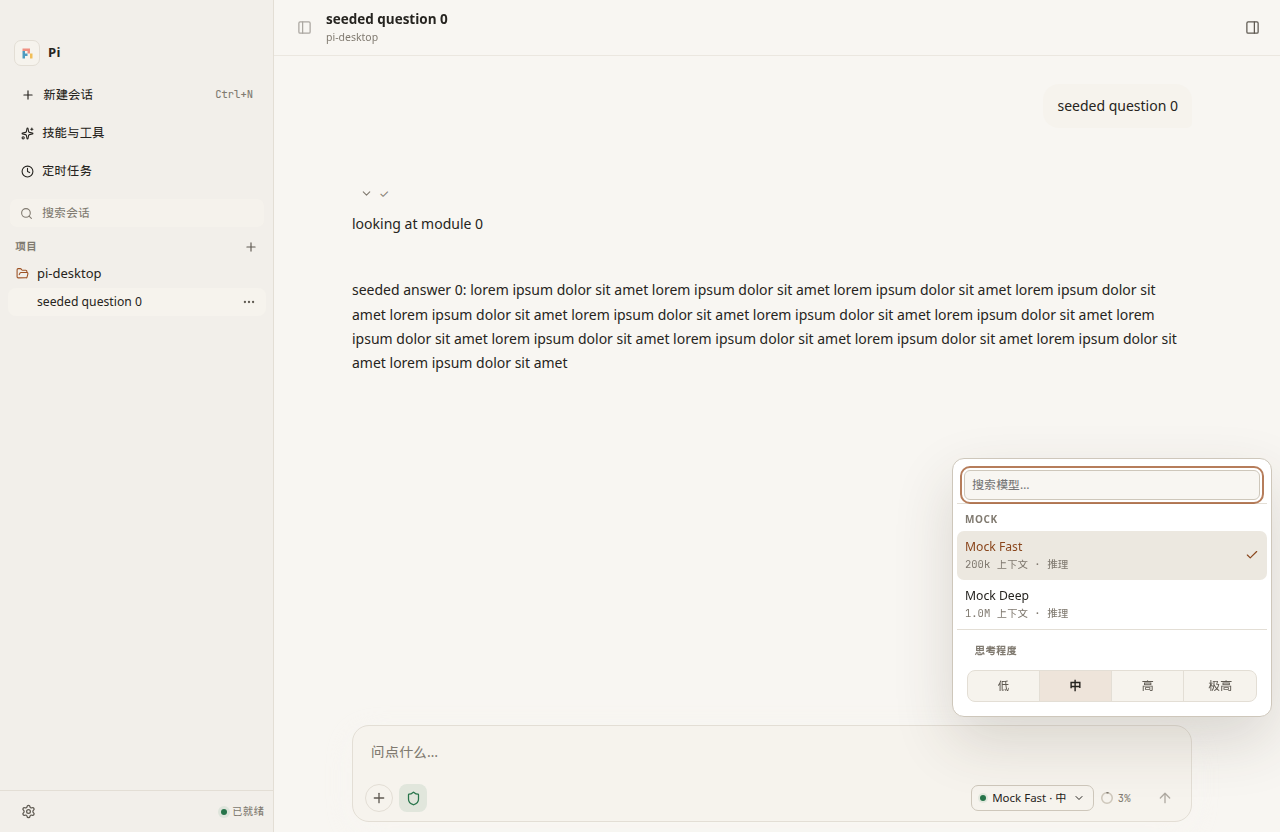 Pi
新建会话 Ctrl+N
技能与工具
定时任务
搜索会话
项目
pi-desktop
seeded question 0
已就绪
seeded question 0
pi-desktop
seeded question 0
looking at module 0
seeded answer 0: lorem ipsum dolor sit amet lorem ipsum dolor sit amet lorem ipsum dolor sit amet lorem ipsum dolor sit
amet lorem ipsum dolor sit amet lorem ipsum dolor sit amet lorem ipsum dolor sit amet lorem ipsum dolor sit amet lorem
ipsum dolor sit amet lorem ipsum dolor sit amet lorem ipsum dolor sit amet lorem ipsum dolor sit amet lorem ipsum dolor sit
amet lorem ipsum dolor sit amet
搜索模型...
MOCK
Mock Fast
200k 上下文 · 推理
Mock Deep
1.0M 上下文 · 推理
思考程度
低 中 高 极高
问点什么...
Mock Fast · 中 3%